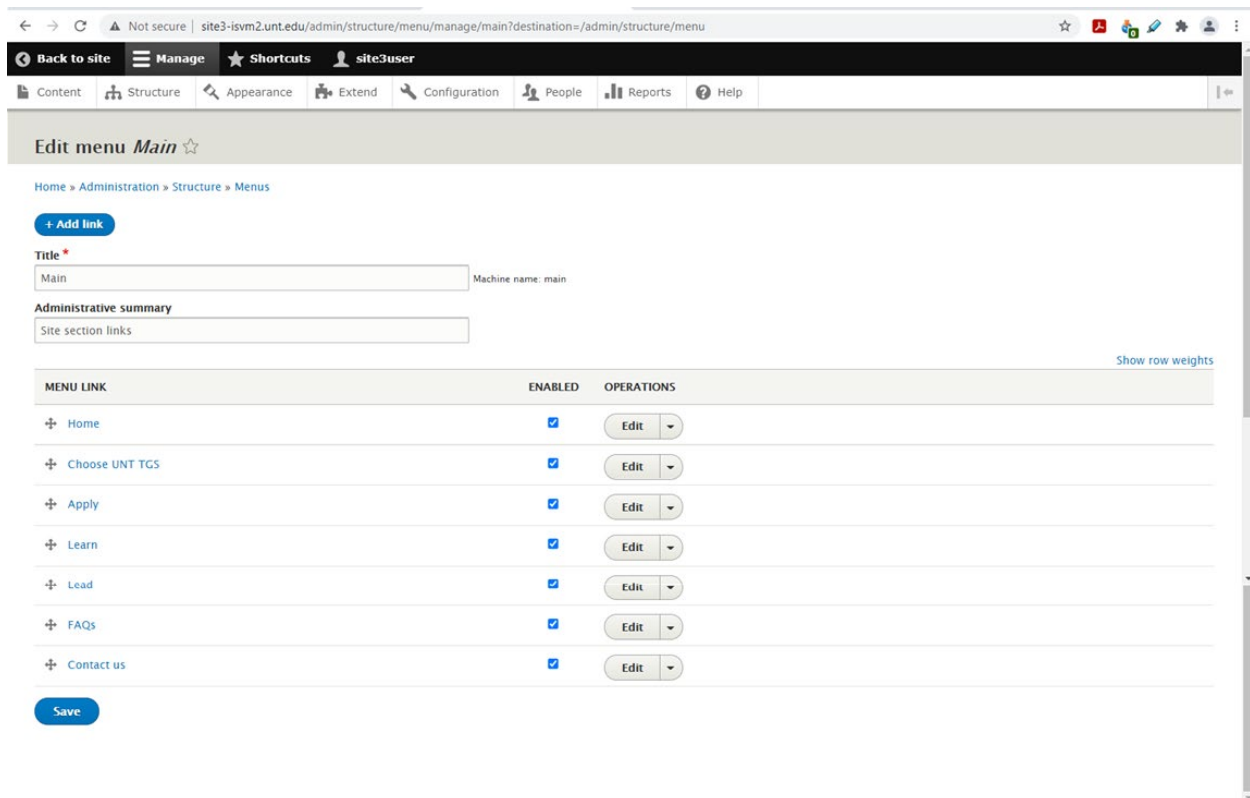 Not secure | site3-isvm2.unt.edu/admin/structure/menu/manage/main?destination=/admin/structure/menu
0
Back to site Manage Shortcuts site3user
Content Structure Appearance Extend Configuration People Reports Help
Edit menu Main
Home » Administration » Structure » Menus
+ Add link
Title *
Main Machine name: main
Administrative summary
Site section links
Show row weights
MENU LINK ENABLED OPERATIONS
Home Edit
Choose UNT TGS Edit
Apply Edit
Learn Edit
Lead Edit
FAQs Edit
Contact us Edit
Save